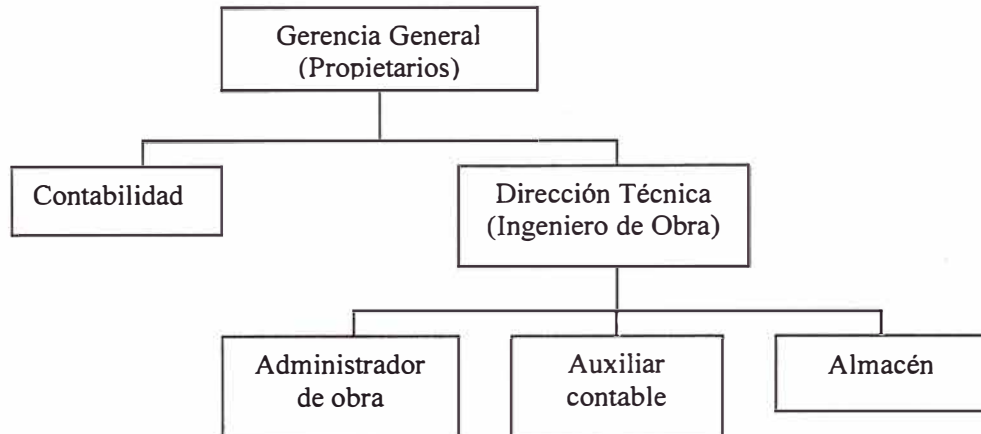 Gerencia General
(Propietarios)
Contabilidad
Dirección Técnica
(Ingeniero de Obra)
Administrador
de obra
Auxiliar
contable
Almacén